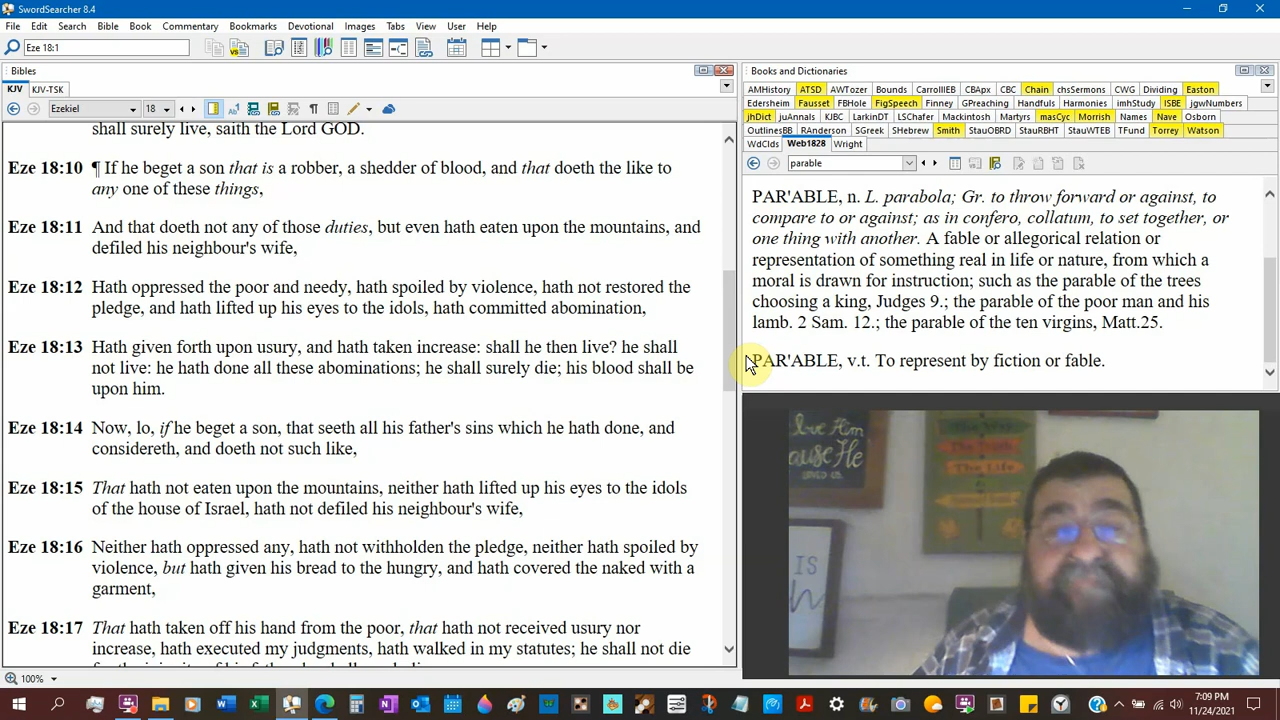 SwordSearcher 8.4
File Edit Search Bible Book Commentary Bookmarks Devotional Images Tabs View User Help
Eze 18:1
Bibles
KJV KJV-TSK
Ezekiel 18
shall surely live, saith the Lord GOD.
Eze 18:10 ¶ If he beget a son that is a robber, a shedder of blood, and that doeth the like to
any one of these things,
Eze 18:11 And that doeth not any of those duties, but even hath eaten upon the mountains, and
defiled his neighbour's wife,
Eze 18:12 Hath oppressed the poor and needy, hath spoiled by violence, hath not restored the
pledge, and hath lifted up his eyes to the idols, hath committed abomination,
Eze 18:13 Hath given forth upon usury, and hath taken increase: shall he then live? he shall
not live: he hath done all these abominations; he shall surely die; his blood shall be
upon him.
Eze 18:14 Now, lo, if he beget a son, that seeth all his father's sins which he hath done, and
considereth, and doeth not such like,
Eze 18:15 That hath not eaten upon the mountains, neither hath lifted up his eyes to the idols
of the house of Israel, hath not defiled his neighbour's wife,
Eze 18:16 Neither hath oppressed any, hath not withholden the pledge, neither hath spoiled by
violence, but hath given his bread to the hungry, and hath covered the naked with a
garment,
Eze 18:17 That hath taken off his hand from the poor, that hath not received usury nor
increase, hath executed my judgments, hath walked in my statutes; he shall not die
100%
Books and Dictionaries
AMHistory ATSD AWTozer Bounds CarrollIEB CBApx CBC Chain chsSermons CWG Dividing Easton
Edersheim Fausset FBHole FigSpeech Finney GPreaching Handfuls Harmonies imhStudy ISBE jgwNumbers
jhDict juAnnals KJBC LarkinDT LSChafer Mackintosh Martyrs masCyc Morrish Names Nave Osborn
OutlinesBB RAnderson SGreek SHebrew Smith StauOBRD StauRBHT StauWTEB TFund Torrey Watson
WdClds Web1828 Wright
parable
PAR'ABLE, n. L. parabola; Gr. to throw forward or against, to
compare to or against; as in confero, collatum, to set together, or
one thing with another. A fable or allegorical relation or
representation of something real in life or nature, from which a
moral is drawn for instruction; such as the parable of the trees
choosing a king, Judges 9.; the parable of the poor man and his
lamb. 2 Sam. 12.; the parable of the ten virgins, Matt.25.
PAR'ABLE, v.t. To represent by fiction or fable.
love Him
cause He
The Way
The Truth
The Life
IS
7:09 PM
11/24/2021